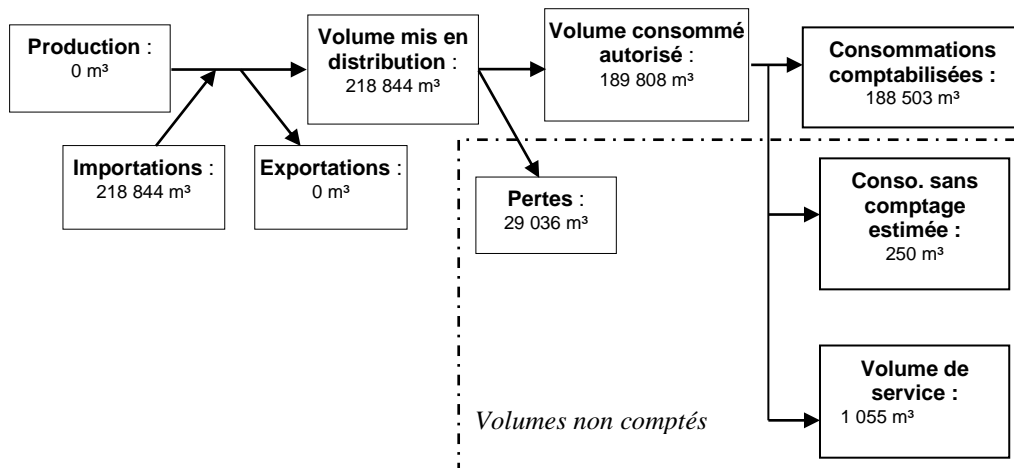 Production :
0 m³
Volume mis en
distribution :
218 844 m³
Volume consommé
autorisé :
189 808 m³
Consommations
comptabilisées :
188 503 m³
Importations :
218 844 m³
Exportations :
0 m³
Pertes :
29 036 m³
Conso. sans
comptage
estimée :
250 m³
Volume de
service :
1 055 m³
Volumes non comptés